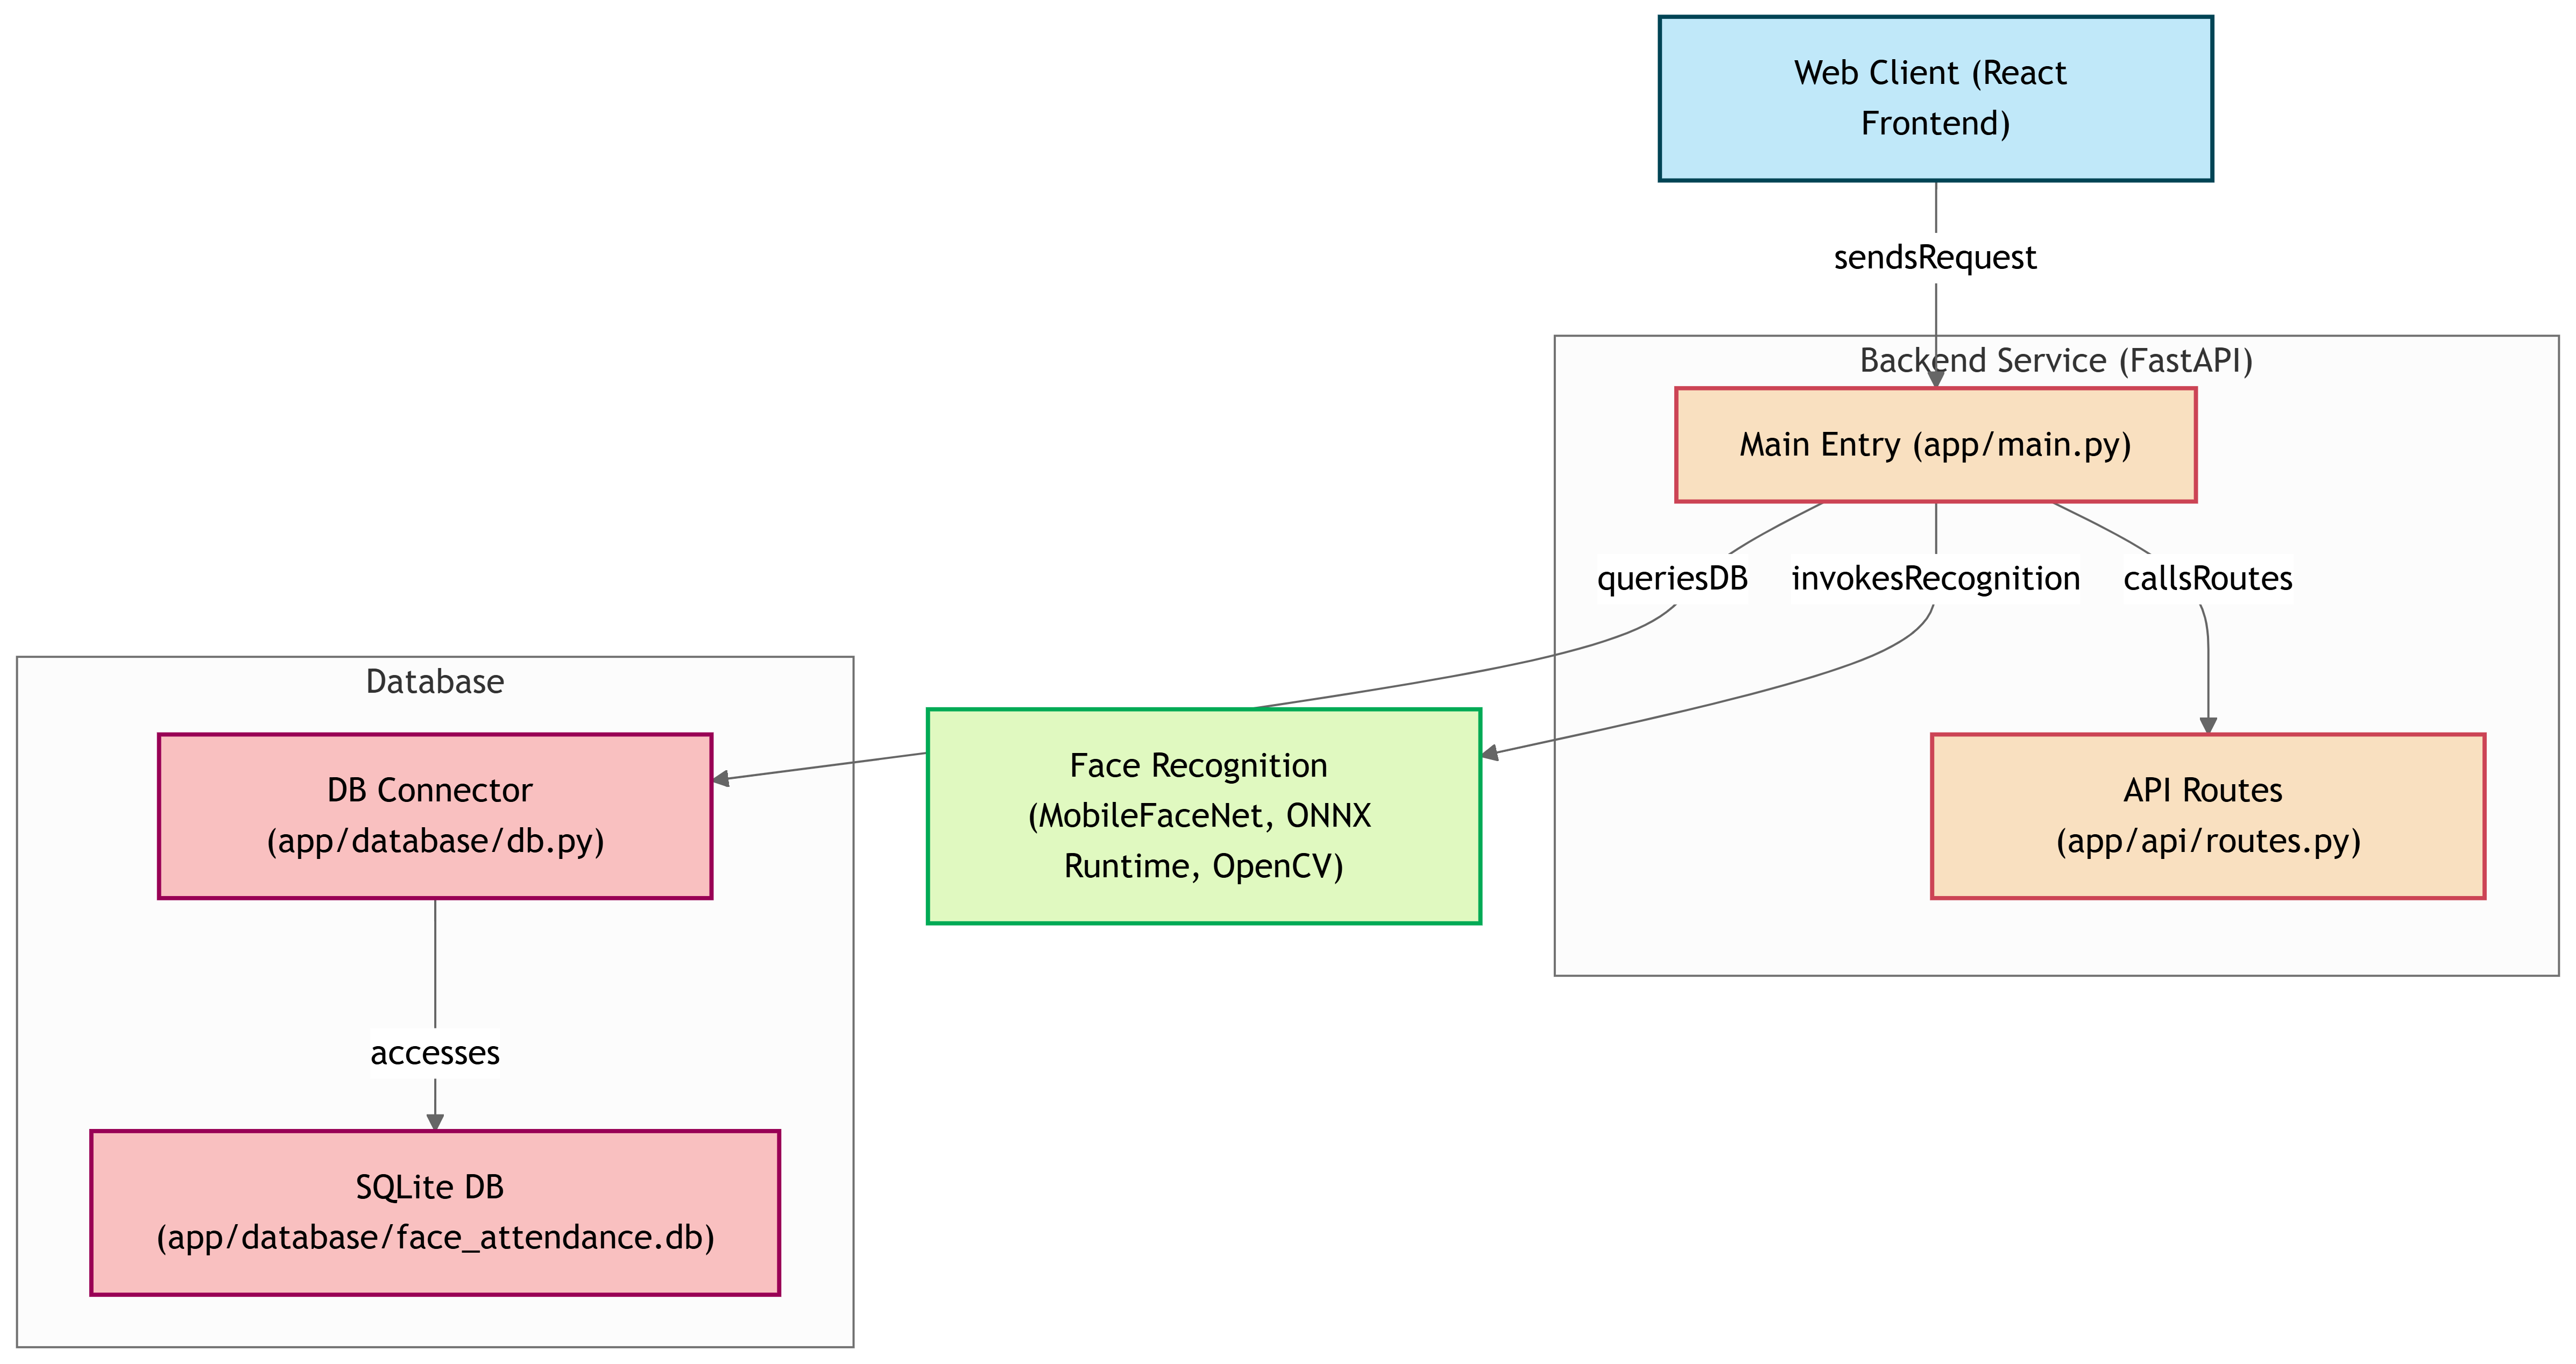 Web Client (React
Frontend)
sendsRequest
Backend Service (FastAPI)
Main Entry (app/main.py)
queriesDB
invokesRecognition
callsRoutes
Database
DB Connector
(app/database/db.py)
Face Recognition
(MobileFaceNet, ONNX
Runtime, OpenCV)
API Routes
(app/api/routes.py)
accesses
SQLite DB
(app/database/face_attendance.db)